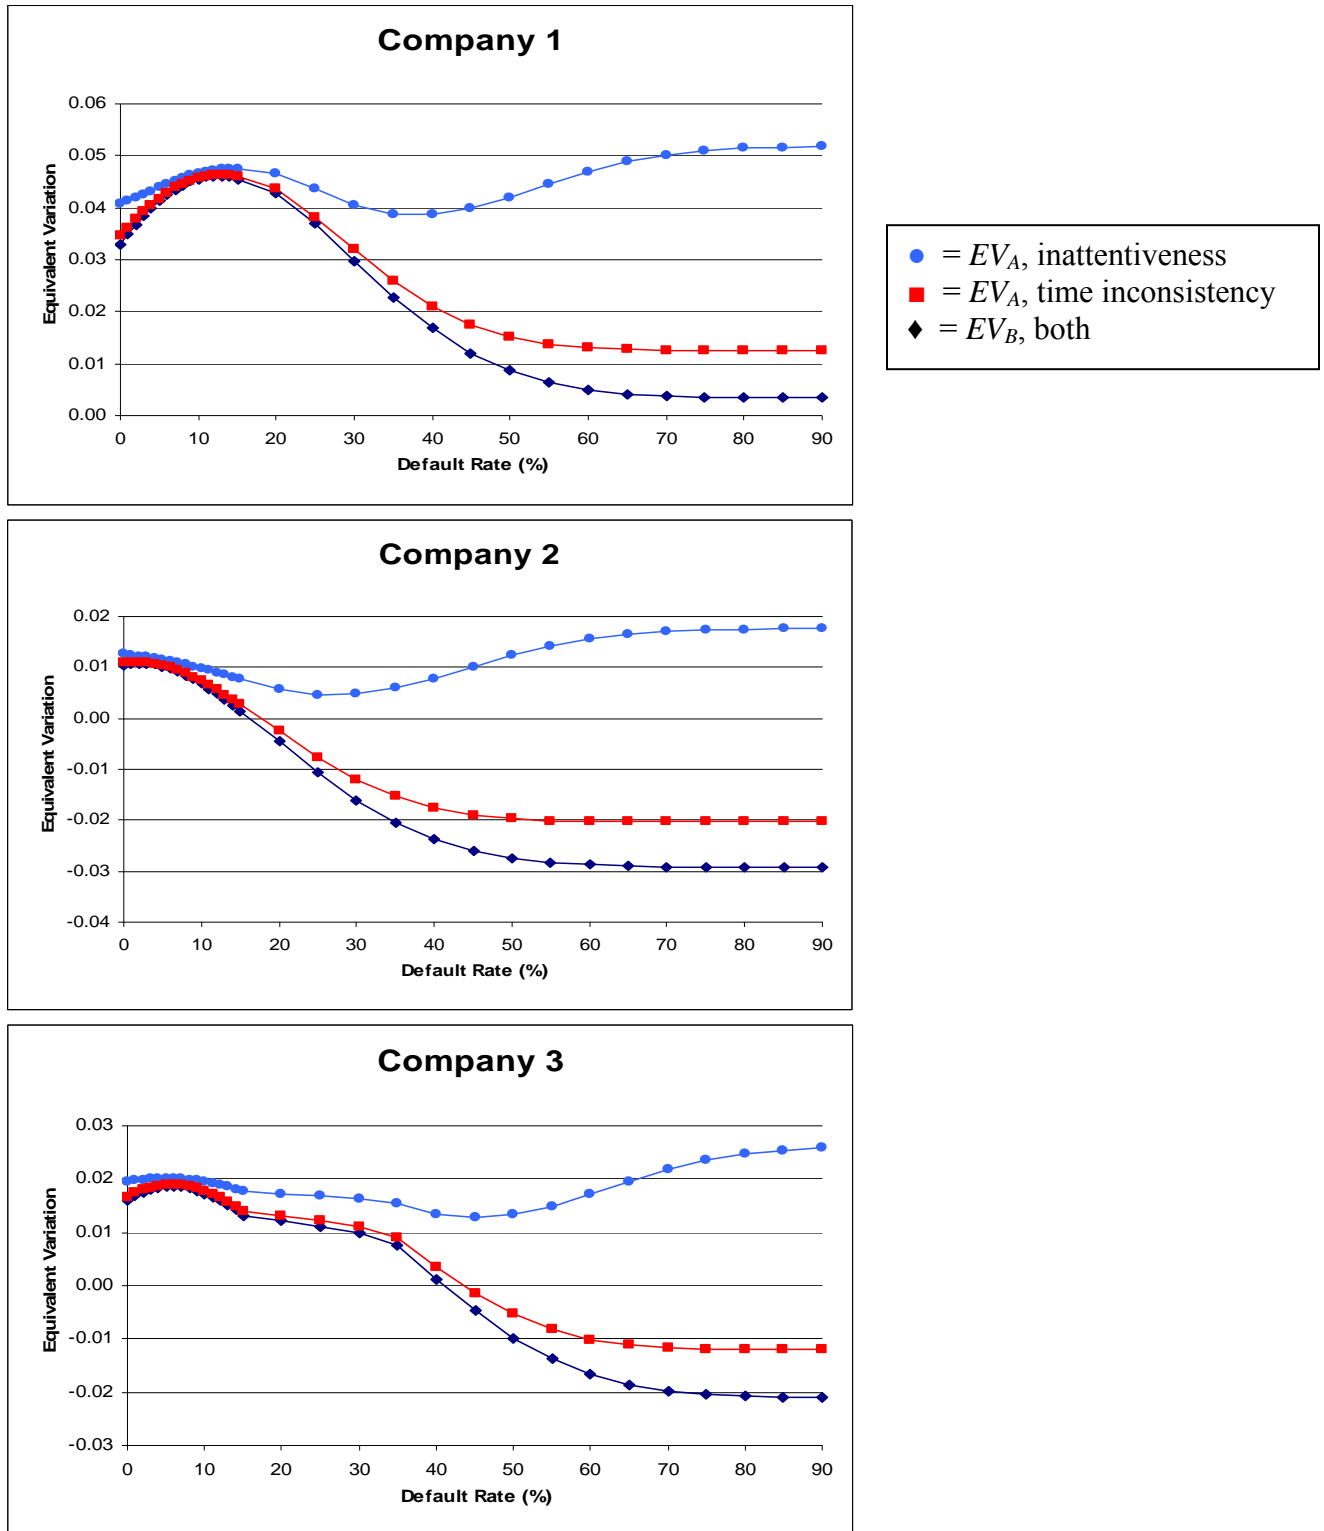 Company 1
Equivalent Variation
0.06
0.05
0.04
0.03
0.02
0.01
0.00
0 10 20 30 40 50 60 70 80 90
Default Rate (%)
= EV_A, inattentiveness
= EV_A, time inconsistency
= EV_B, both
Company 2
Equivalent Variation
0.02
0.01
0.00
-0.01
-0.02
-0.03
-0.04
0 10 20 30 40 50 60 70 80 90
Default Rate (%)
Company 3
Equivalent Variation
0.03
0.02
0.01
0.00
-0.01
-0.02
-0.03
0 10 20 30 40 50 60 70 80 90
Default Rate (%)